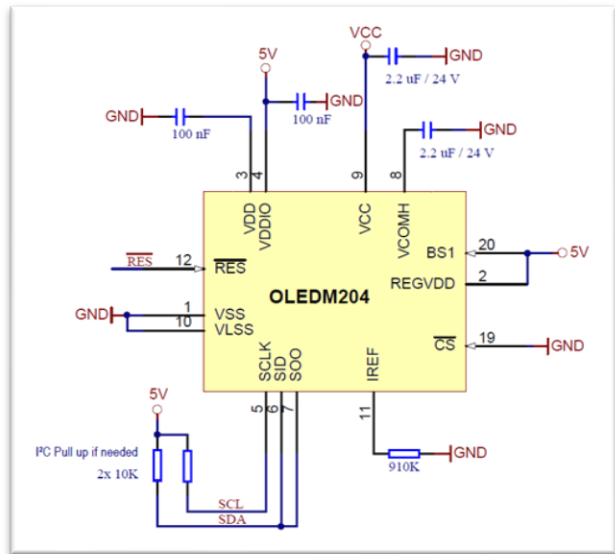 VCC
GND
2.2 uF / 24 V
5V
GND
100 nF
GND
100 nF
GND
2.2 uF / 24 V
3
4
9
8
VDD
VDDIO
VCC
VCOMH
RES
12
RES
BS1
20
5V
REGVDD
2
OLEDM204
GND
1
VSS
10
VLSS
CS
19
GND
SCLK
SID
SOO
IREF
5
6
7
11
5V
I²C Pull up if needed
2x 10K
910K
GND
SCL
SDA